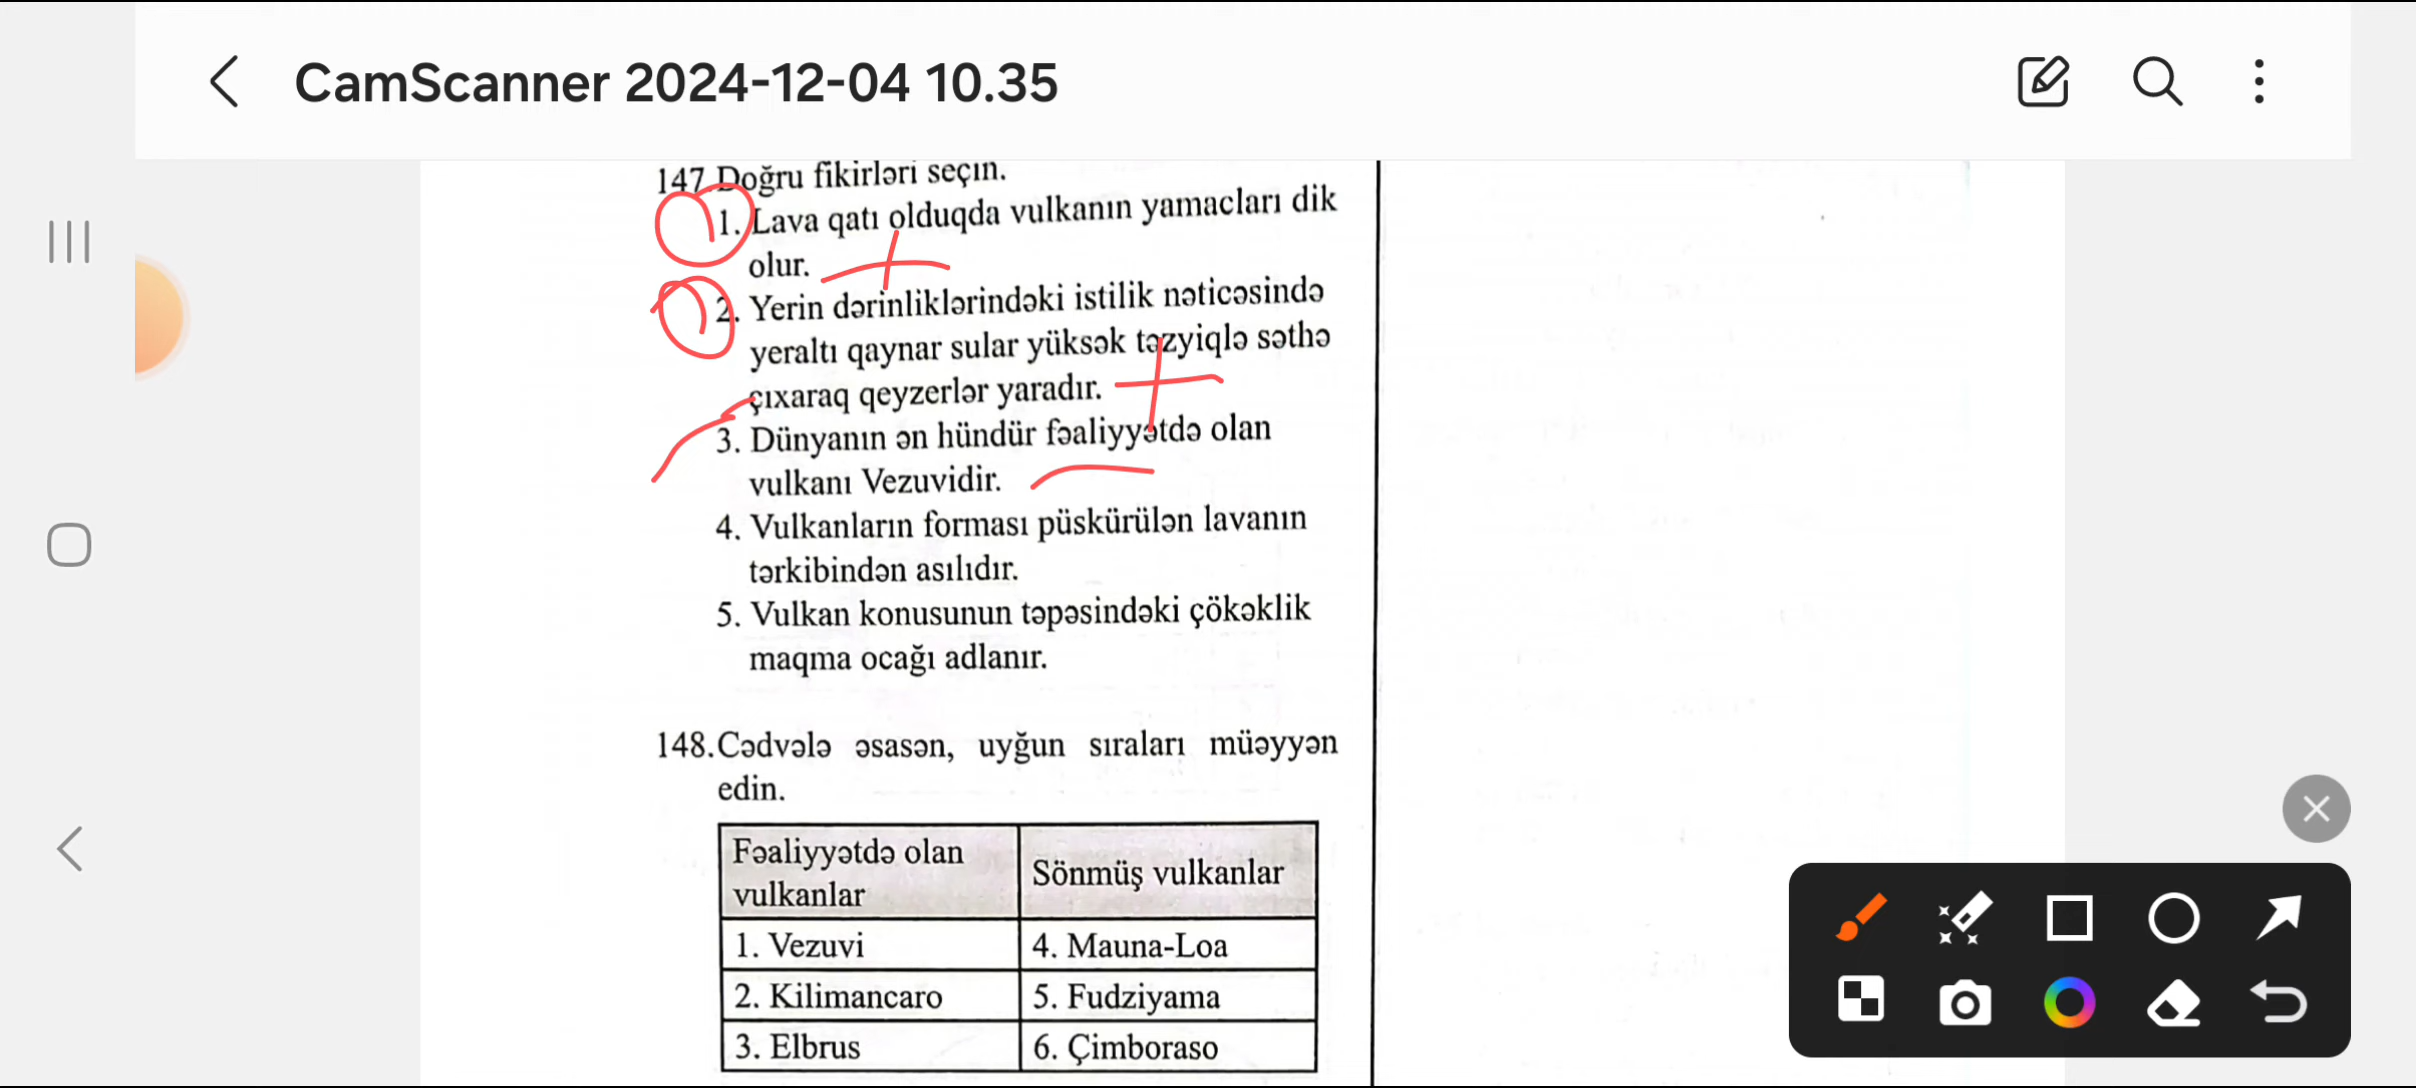 CamScanner 2024-12-04 10.35
147. Doğru fikirləri seçin.
1. Lava qatı olduqda vulkanın yamacları dik
olur.
2. Yerin dərinliklərindəki istilik nəticəsində
yeraltı qaynar sular yüksək təzyiqlə səthə
çıxaraq qeyzerlər yaradır.
3. Dünyanın ən hündür fəaliyyətdə olan
vulkanı Vezuvidir.
4. Vulkanların forması püskürülən lavanın
tərkibindən asılıdır.
5. Vulkan konusunun təpəsindəki çökəklik
maqma ocağı adlanır.
148. Cədvələ əsasən, uyğun sıraları müəyyən
edin.
Fəaliyyətdə olan
vulkanlar
Sönmüş vulkanlar
1. Vezuvi
4. Mauna-Loa
2. Kilimancaro
5. Fudziyama
3. Elbrus
6. Çimboraso